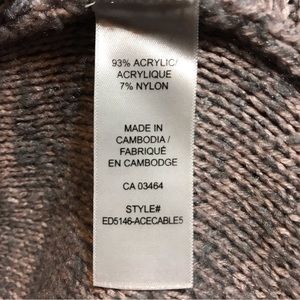 93% ACRYLIC/
ACRYLIQUE
7% NYLON
MADE IN
CAMBODIA /
FABRIQUÉ
EN CAMBODGE
CA 03464
STYLE#
ED5146-ACECABLE5